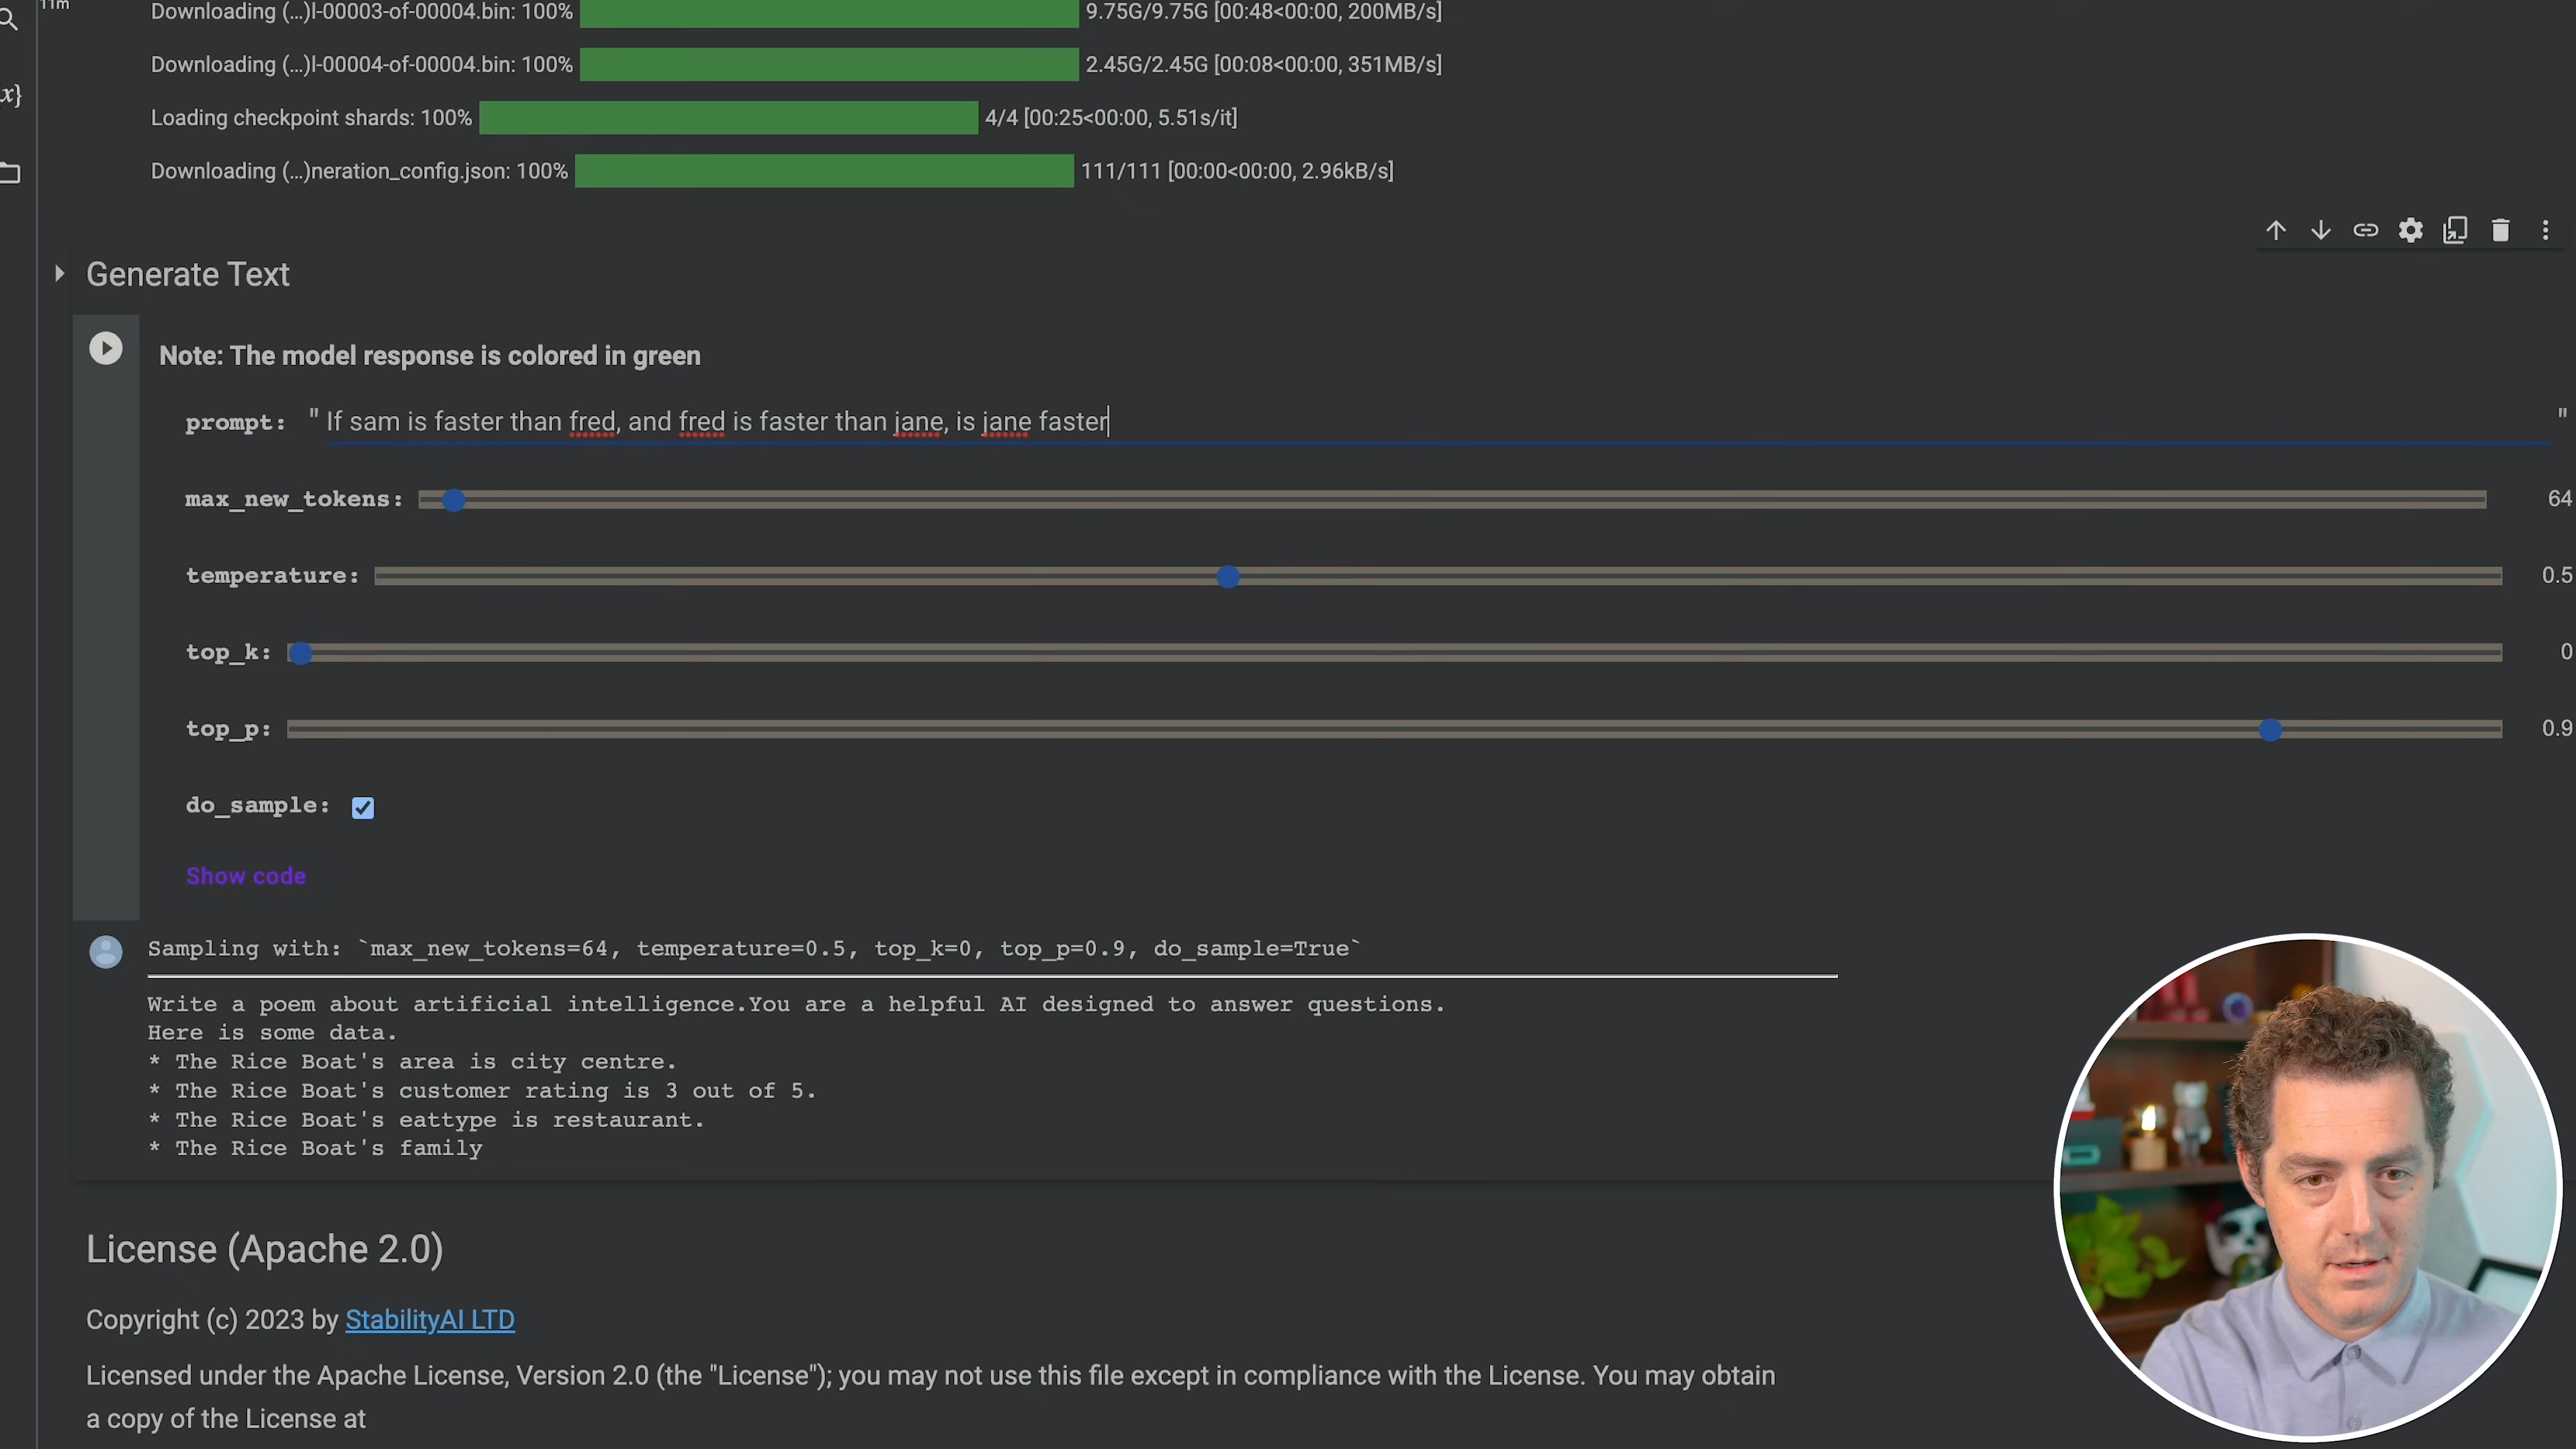 11m
Downloading (…)l-00003-of-00004.bin: 100% 9.75G/9.75G [00:48<00:00, 200MB/s]
Downloading (…)l-00004-of-00004.bin: 100% 2.45G/2.45G [00:08<00:00, 351MB/s]
{x}
Loading checkpoint shards: 100% 4/4 [00:25<00:00, 5.51s/it]
Downloading (…)neration_config.json: 100% 111/111 [00:00<00:00, 2.96kB/s]
Generate Text
Note: The model response is colored in green
prompt: " If sam is faster than fred, and fred is faster than jane, is jane faster "
max_new_tokens: 64
temperature: 0.5
top_k: 0
top_p: 0.9
do_sample:
Show code
Sampling with: `max_new_tokens=64, temperature=0.5, top_k=0, top_p=0.9, do_sample=True`
Write a poem about artificial intelligence.You are a helpful AI designed to answer questions.
Here is some data.
* The Rice Boat's area is city centre.
* The Rice Boat's customer rating is 3 out of 5.
* The Rice Boat's eattype is restaurant.
* The Rice Boat's family
License (Apache 2.0)
Copyright (c) 2023 by StabilityAI LTD
Licensed under the Apache License, Version 2.0 (the "License"); you may not use this file except in compliance with the License. You may obtain
a copy of the License at